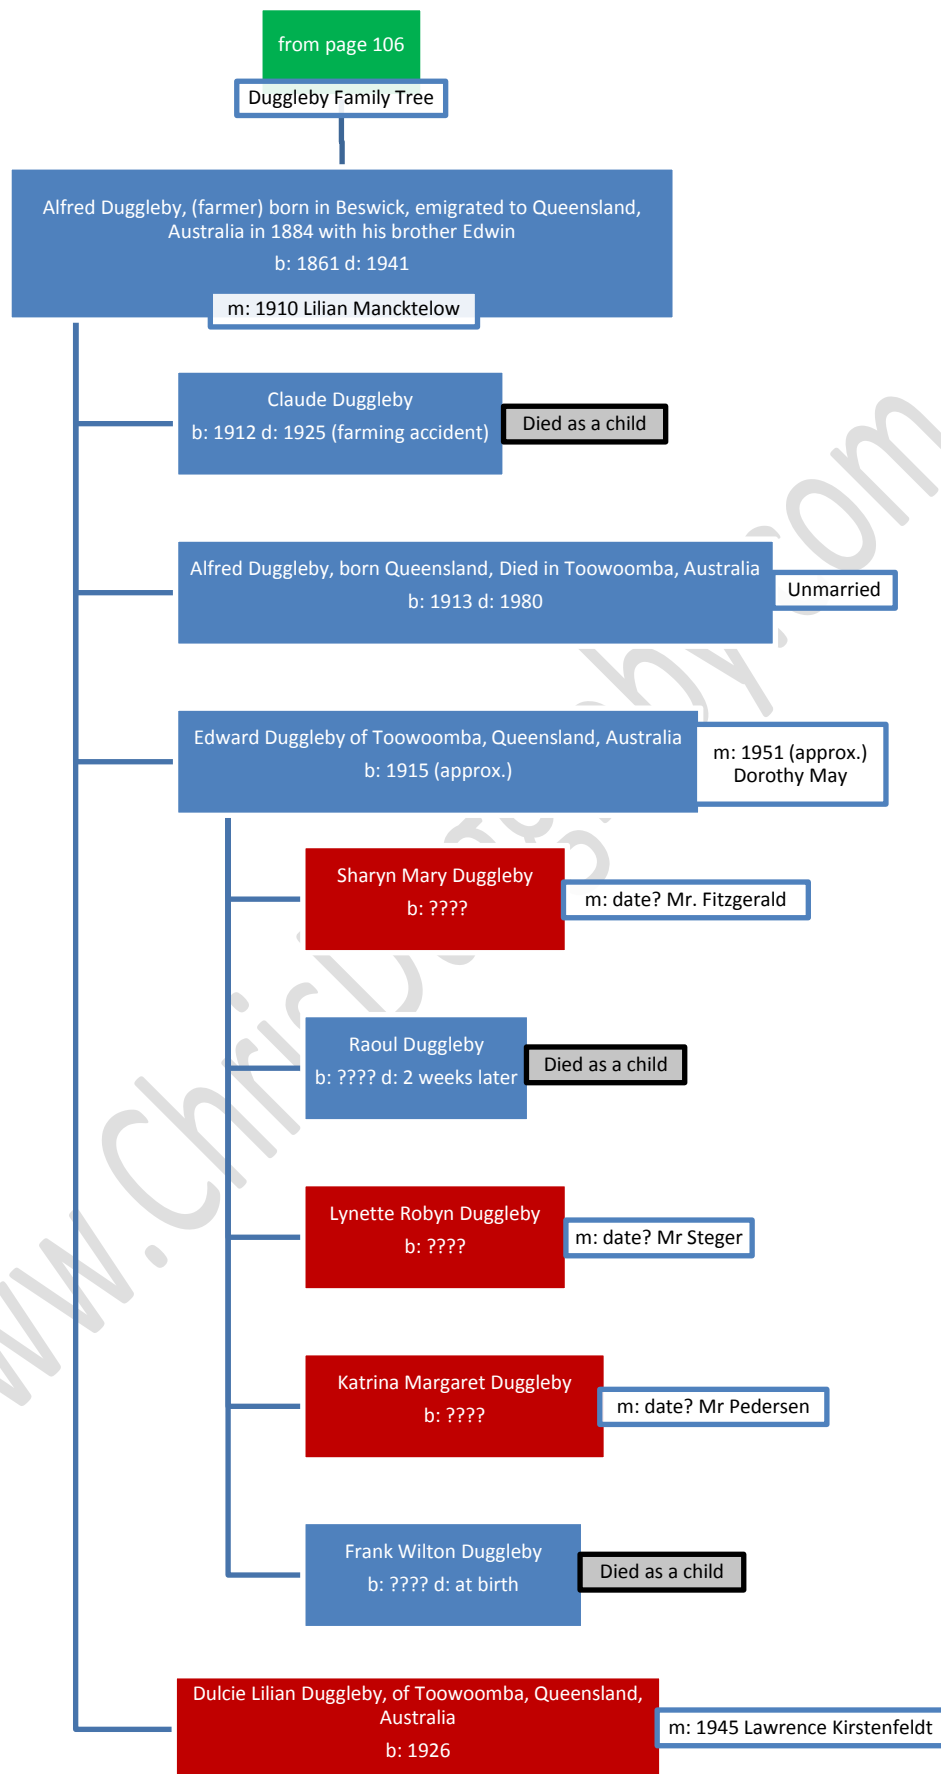 from page 106
Duggleby Family Tree
Alfred Duggleby, (farmer) born in Beswick, emigrated to Queensland,
Australia in 1884 with his brother Edwin
b: 1861 d: 1941
m: 1910 Lilian Mancktelow
Claude Duggleby
b: 1912 d: 1925 (farming accident)
Died as a child
Alfred Duggleby, born Queensland, Died in Toowoomba, Australia
b: 1913 d: 1980
Unmarried
Edward Duggleby of Toowoomba, Queensland, Australia
b: 1915 (approx.)
m: 1951 (approx.)
Dorothy May
Sharyn Mary Duggleby
b: ????
m: date? Mr. Fitzgerald
Raoul Duggleby
b: ???? d: 2 weeks later
Died as a child
Lynette Robyn Duggleby
b: ????
m: date? Mr Steger
Katrina Margaret Duggleby
b: ????
m: date? Mr Pedersen
Frank Wilton Duggleby
b: ???? d: at birth
Died as a child
Dulcie Lilian Duggleby, of Toowoomba, Queensland,
Australia
b: 1926
m: 1945 Lawrence Kirstenfeldt